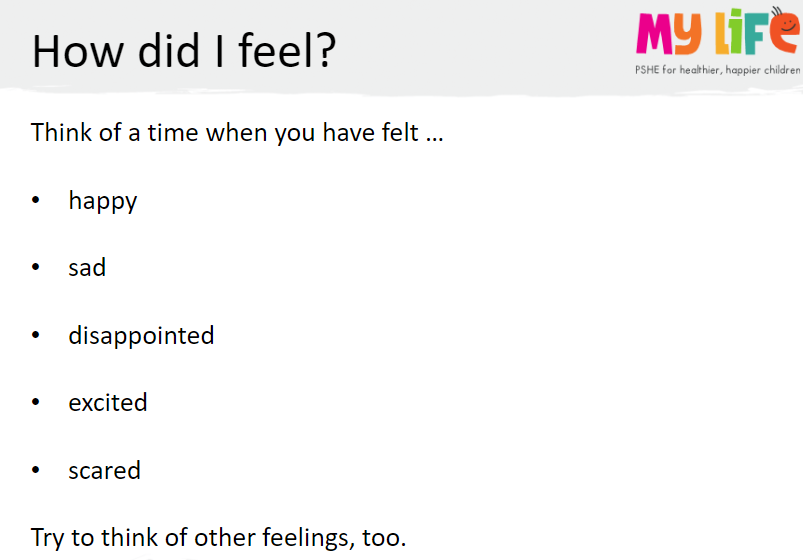 How did I feel?
My Life
PSHE for healthier, happier children
Think of a time when you have felt ...
• happy
• sad
• disappointed
• excited
• scared
Try to think of other feelings, too.